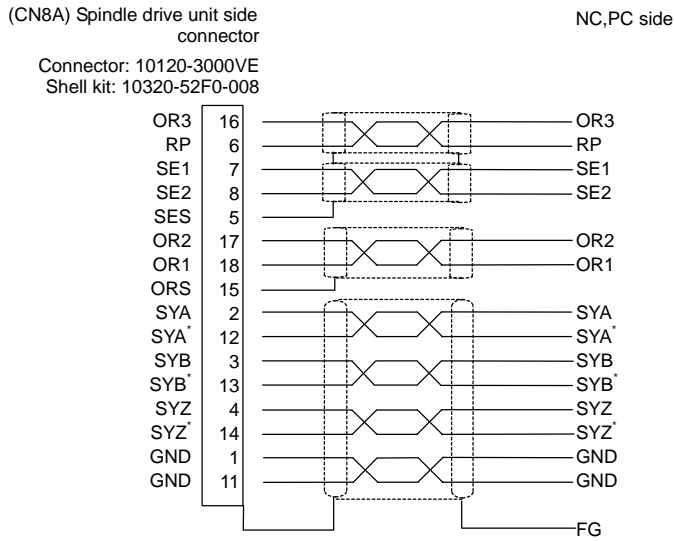 (CN8A) Spindle drive unit side
connector
NC,PC side
Connector: 10120-3000VE
Shell kit: 10320-52F0-008
OR3 16 OR3
RP 6 RP
SE1 7 SE1
SE2 8 SE2
SES 5
OR2 17 OR2
OR1 18 OR1
ORS 15
SYA 2 SYA
SYA* 12 SYA*
SYB 3 SYB
SYB* 13 SYB*
SYZ 4 SYZ
SYZ* 14 SYZ*
GND 1 GND
GND 11 GND
FG